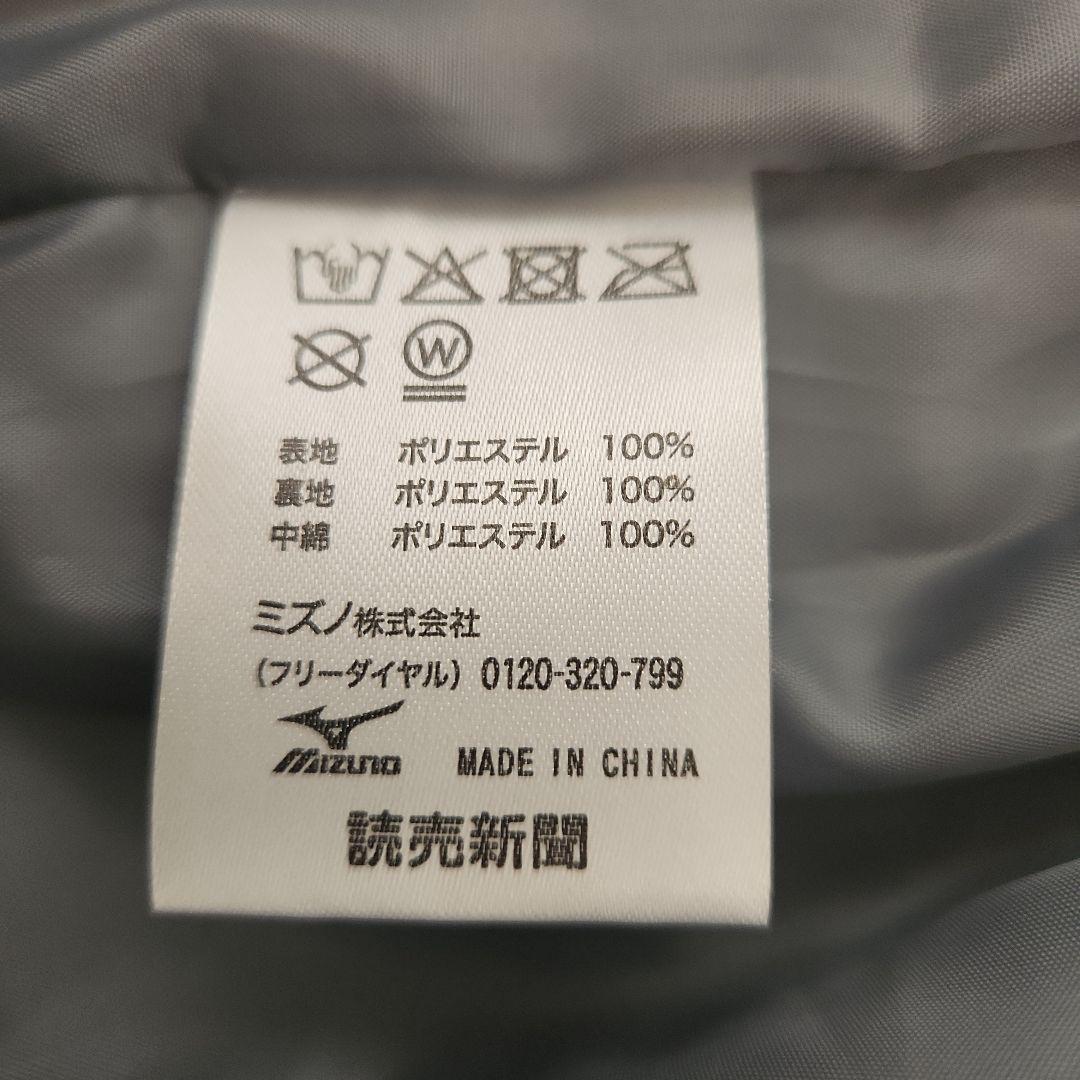 W
表地 ポリエステル 100%
裏地 ポリエステル 100%
中綿 ポリエステル 100%
ミズノ株式会社
(フリーダイヤル) 0120-320-799
Mizuno MADE IN CHINA
読売新聞